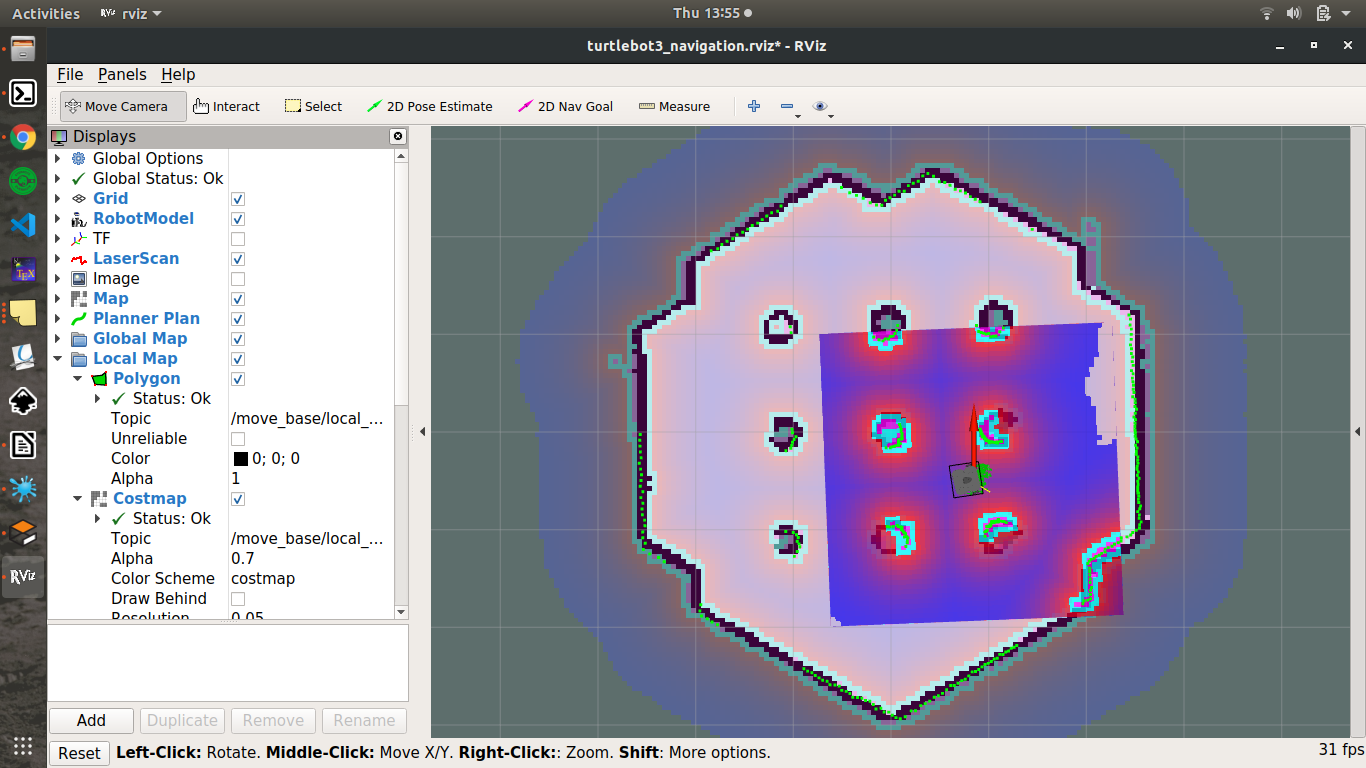 Activities RViz rviz Thu 13:55
turtlebot3_navigation.rviz* - RViz
File Panels Help
Move Camera Interact Select 2D Pose Estimate 2D Nav Goal Measure
Displays
Global Options
Global Status: Ok
Grid
RobotModel
TF
LaserScan
Image
Map
Planner Plan
Global Map
Local Map
Polygon
Status: Ok
Topic /move_base/local_...
Unreliable
Color 0; 0; 0
Alpha 1
Costmap
Status: Ok
Topic /move_base/local_...
Alpha 0.7
Color Scheme costmap
Draw Behind
Resolution 0.05
TEX
RViz
Add Duplicate Remove Rename
Reset Left-Click: Rotate. Middle-Click: Move X/Y. Right-Click:: Zoom. Shift: More options. 31 fps